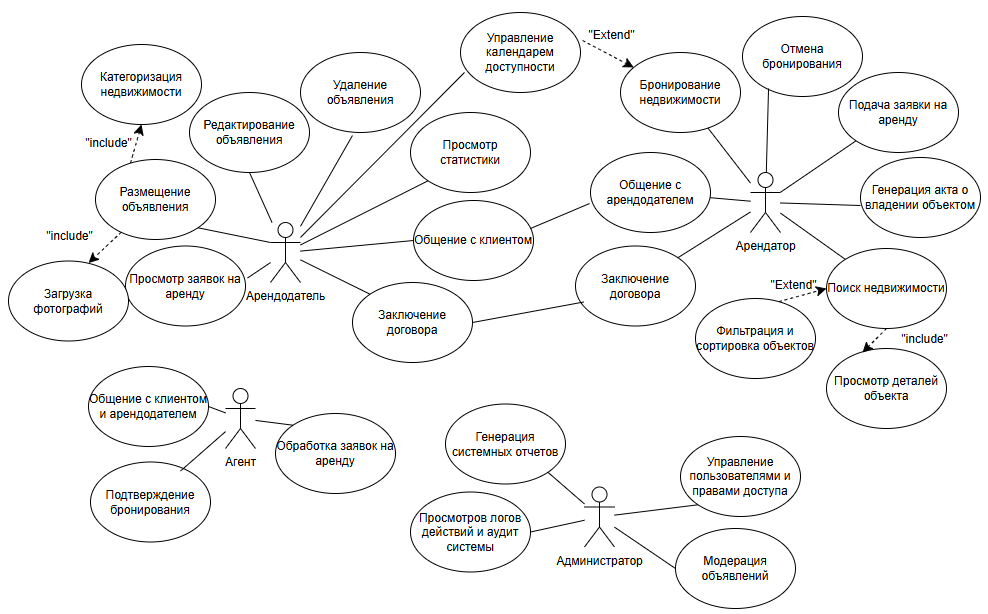 Управление
календарем
доступности
"Extend"
Отмена
бронирования
Категоризация
недвижимости
Удаление
объявления
Бронирование
недвижимости
Подача заявки на
аренду
Редактирование
объявления
"include"
Просмотр
статистики
Размещение
объявления
Общение с
арендодателем
Генерация акта о
владении объектом
"include"
Общение с клиентом
Арендатор
Загрузка
фотографий
Просмотр заявок на
аренду
Арендодатель
Заключение
договора
Заключение
договора
"Extend"
Поиск недвижимости
Фильтрация и
сортировка объектов
"include"
Просмотр деталей
объекта
Общение с клиентом
и арендодателем
Агент
Обработка заявок на
аренду
Подтверждение
бронирования
Генерация
системных отчетов
Управление
пользователями и
правами доступа
Просмотров логов
действий и аудит
системы
Администратор
Модерация
объявлений